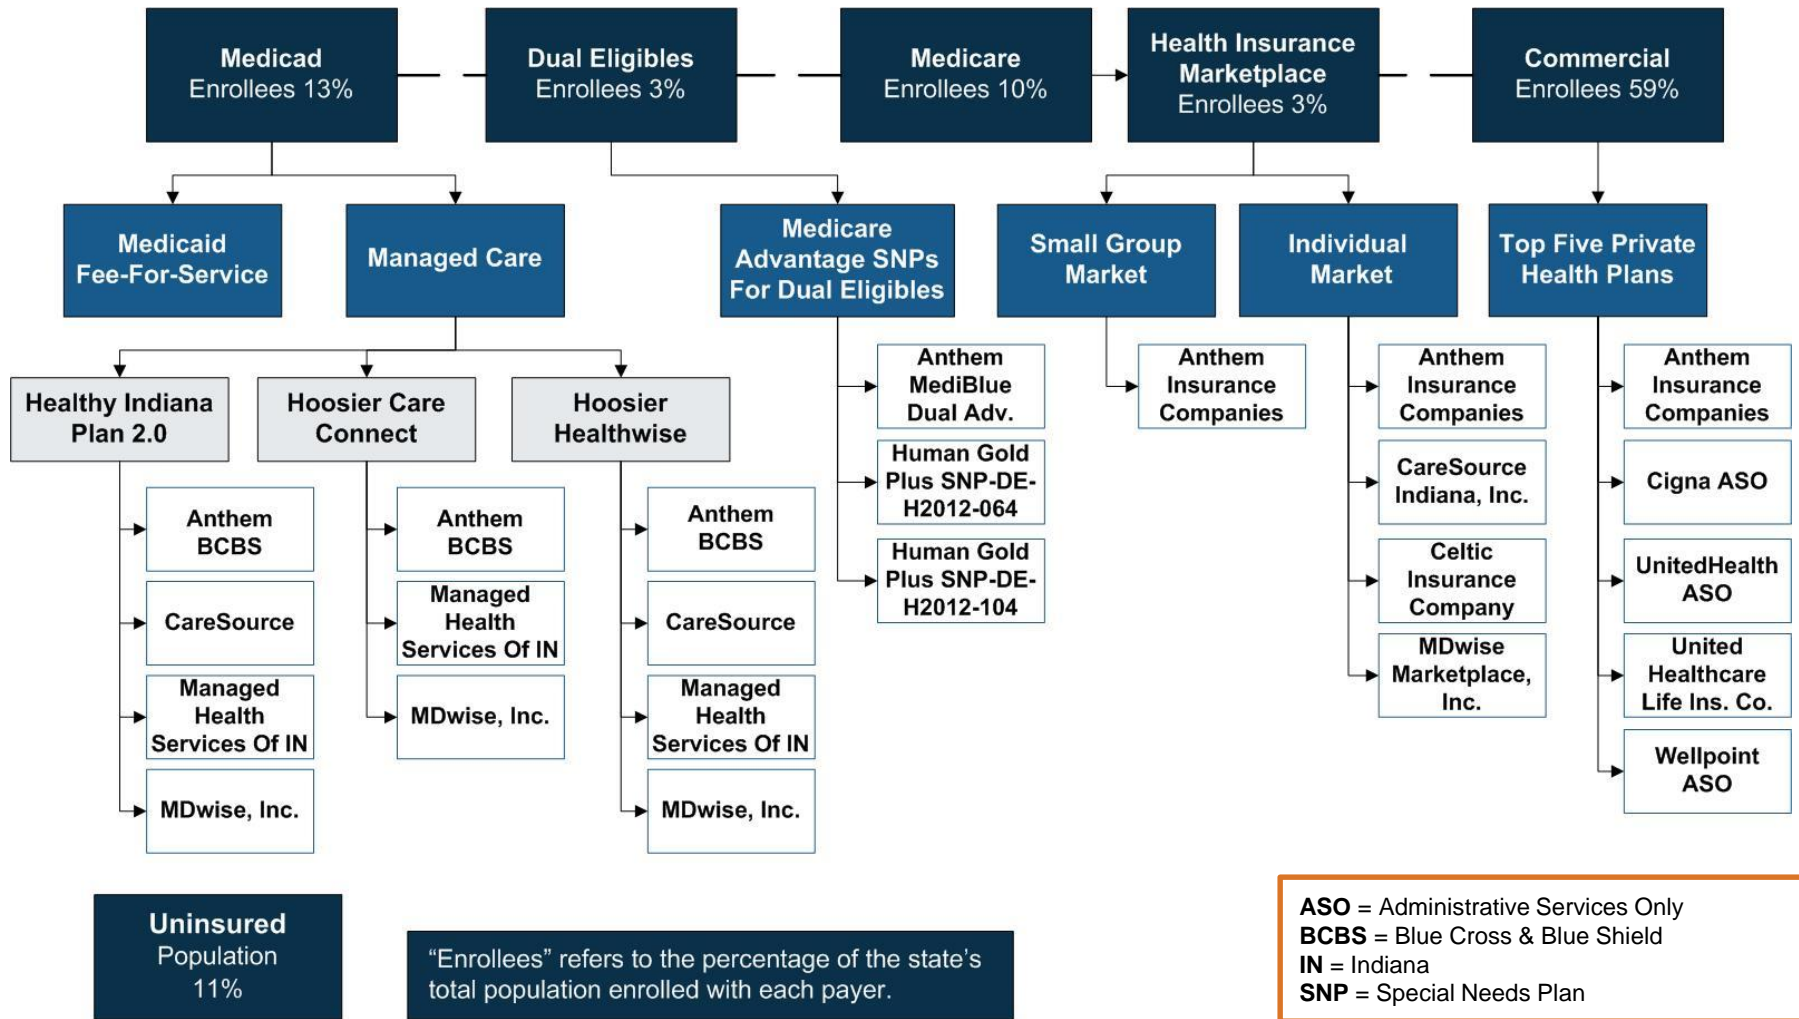 Medicad
Enrollees 13%
Dual Eligibles
Enrollees 3%
Medicare
Enrollees 10%
Health Insurance
Marketplace
Enrollees 3%
Commercial
Enrollees 59%
Medicaid
Fee-For-Service
Managed Care
Medicare
Advantage SNPs
For Dual Eligibles
Small Group
Market
Individual
Market
Top Five Private
Health Plans
Healthy Indiana
Plan 2.0
Anthem
BCBS
CareSource
Managed
Health
Services Of IN
MDwise, Inc.
Hoosier Care
Connect
Anthem
BCBS
Managed
Health
Services Of IN
MDwise, Inc.
Hoosier
Healthwise
Anthem
BCBS
CareSource
Managed
Health
Services Of IN
MDwise, Inc.
Anthem
MediBlue
Dual Adv.
Human Gold
Plus SNP-DE-
H2012-064
Human Gold
Plus SNP-DE-
H2012-104
Anthem
Insurance
Companies
Anthem
Insurance
Companies
CareSource
Indiana, Inc.
Celtic
Insurance
Company
MDwise
Marketplace,
Inc.
Anthem
Insurance
Companies
Cigna ASO
UnitedHealth
ASO
United
Healthcare
Life Ins. Co.
Wellpoint
ASO
Uninsured
Population
11%
“Enrollees” refers to the percentage of the state’s
total population enrolled with each payer.
ASO = Administrative Services Only
BCBS = Blue Cross & Blue Shield
IN = Indiana
SNP = Special Needs Plan